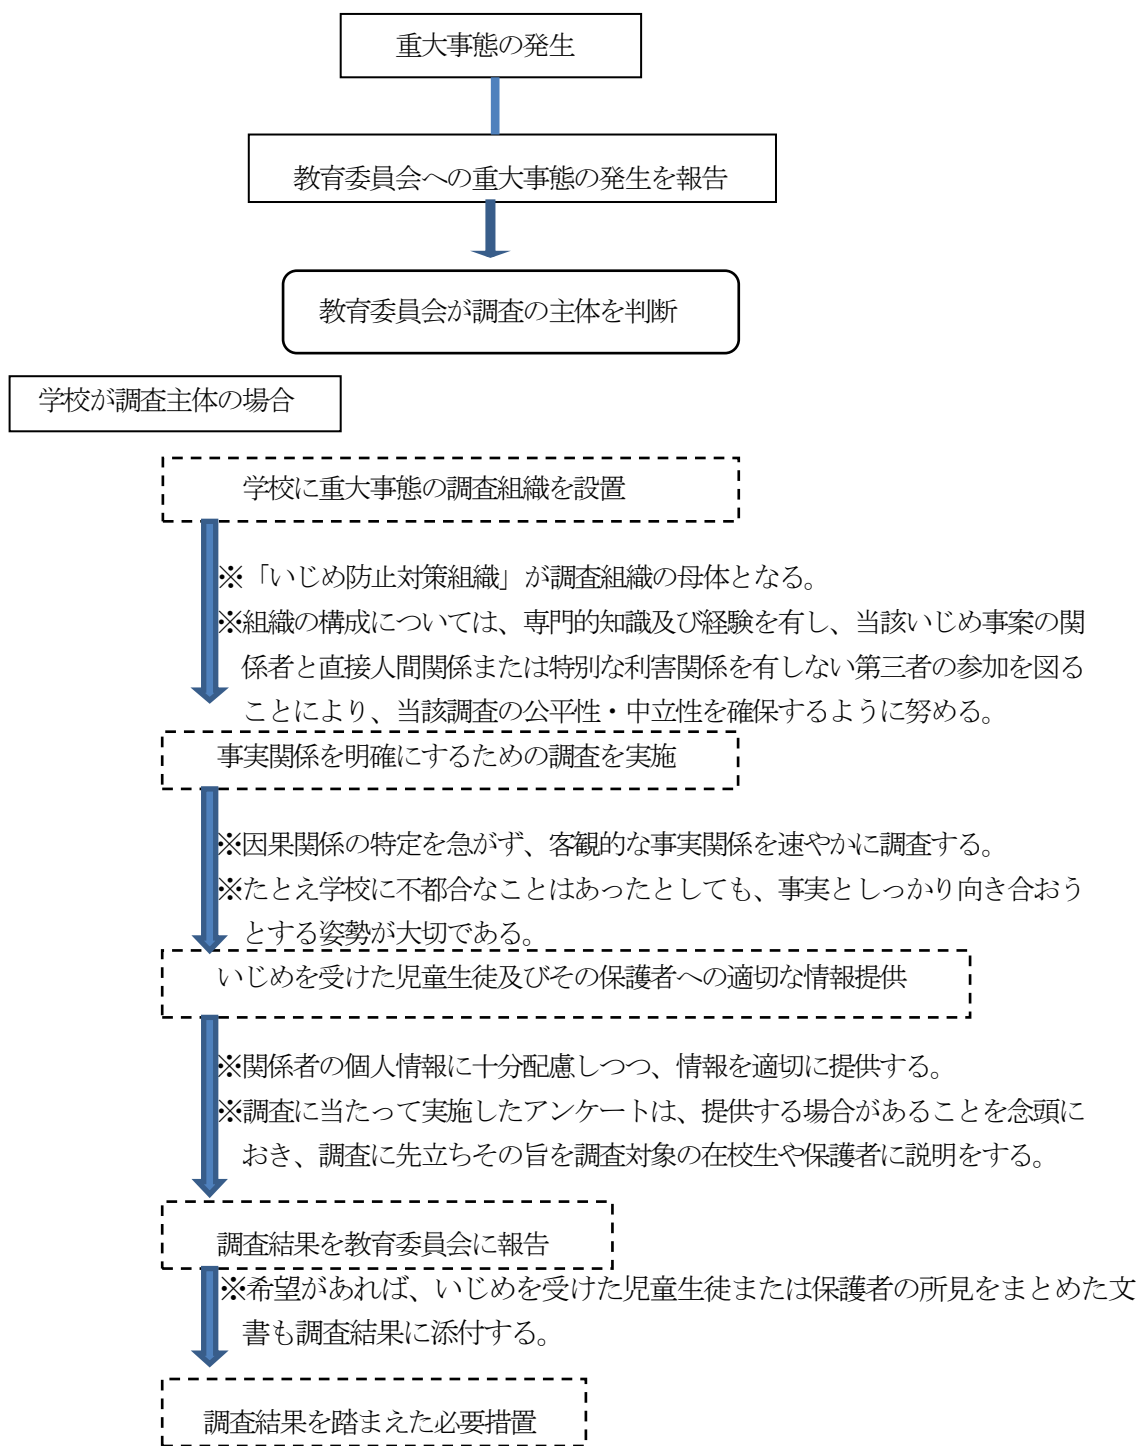 重大事態の発生
教育委員会への重大事態の発生を報告
教育委員会が調査の主体を判断
学校が調査主体の場合
学校に重大事態の調査組織を設置
※「いじめ防止対策組織」が調査組織の母体となる。
※組織の構成については、専門的知識及び経験を有し、当該いじめ事案の関
係者と直接人間関係または特別な利害関係を有しない第三者の参加を図る
ことにより、当該調査の公平性・中立性を確保するように努める。
事実関係を明確にするための調査を実施
※因果関係の特定を急がず、客観的な事実関係を速やかに調査する。
※たとえ学校に不都合なことはあったとしても、事実としっかり向き合おう
とする姿勢が大切である。
いじめを受けた児童生徒及びその保護者への適切な情報提供
※関係者の個人情報に十分配慮しつつ、情報を適切に提供する。
※調査に当たって実施したアンケートは、提供する場合があることを念頭に
おき、調査に先立ちその旨を調査対象の在校生や保護者に説明をする。
調査結果を教育委員会に報告
※希望があれば、いじめを受けた児童生徒または保護者の所見をまとめた文
書も調査結果に添付する。
調査結果を踏まえた必要措置